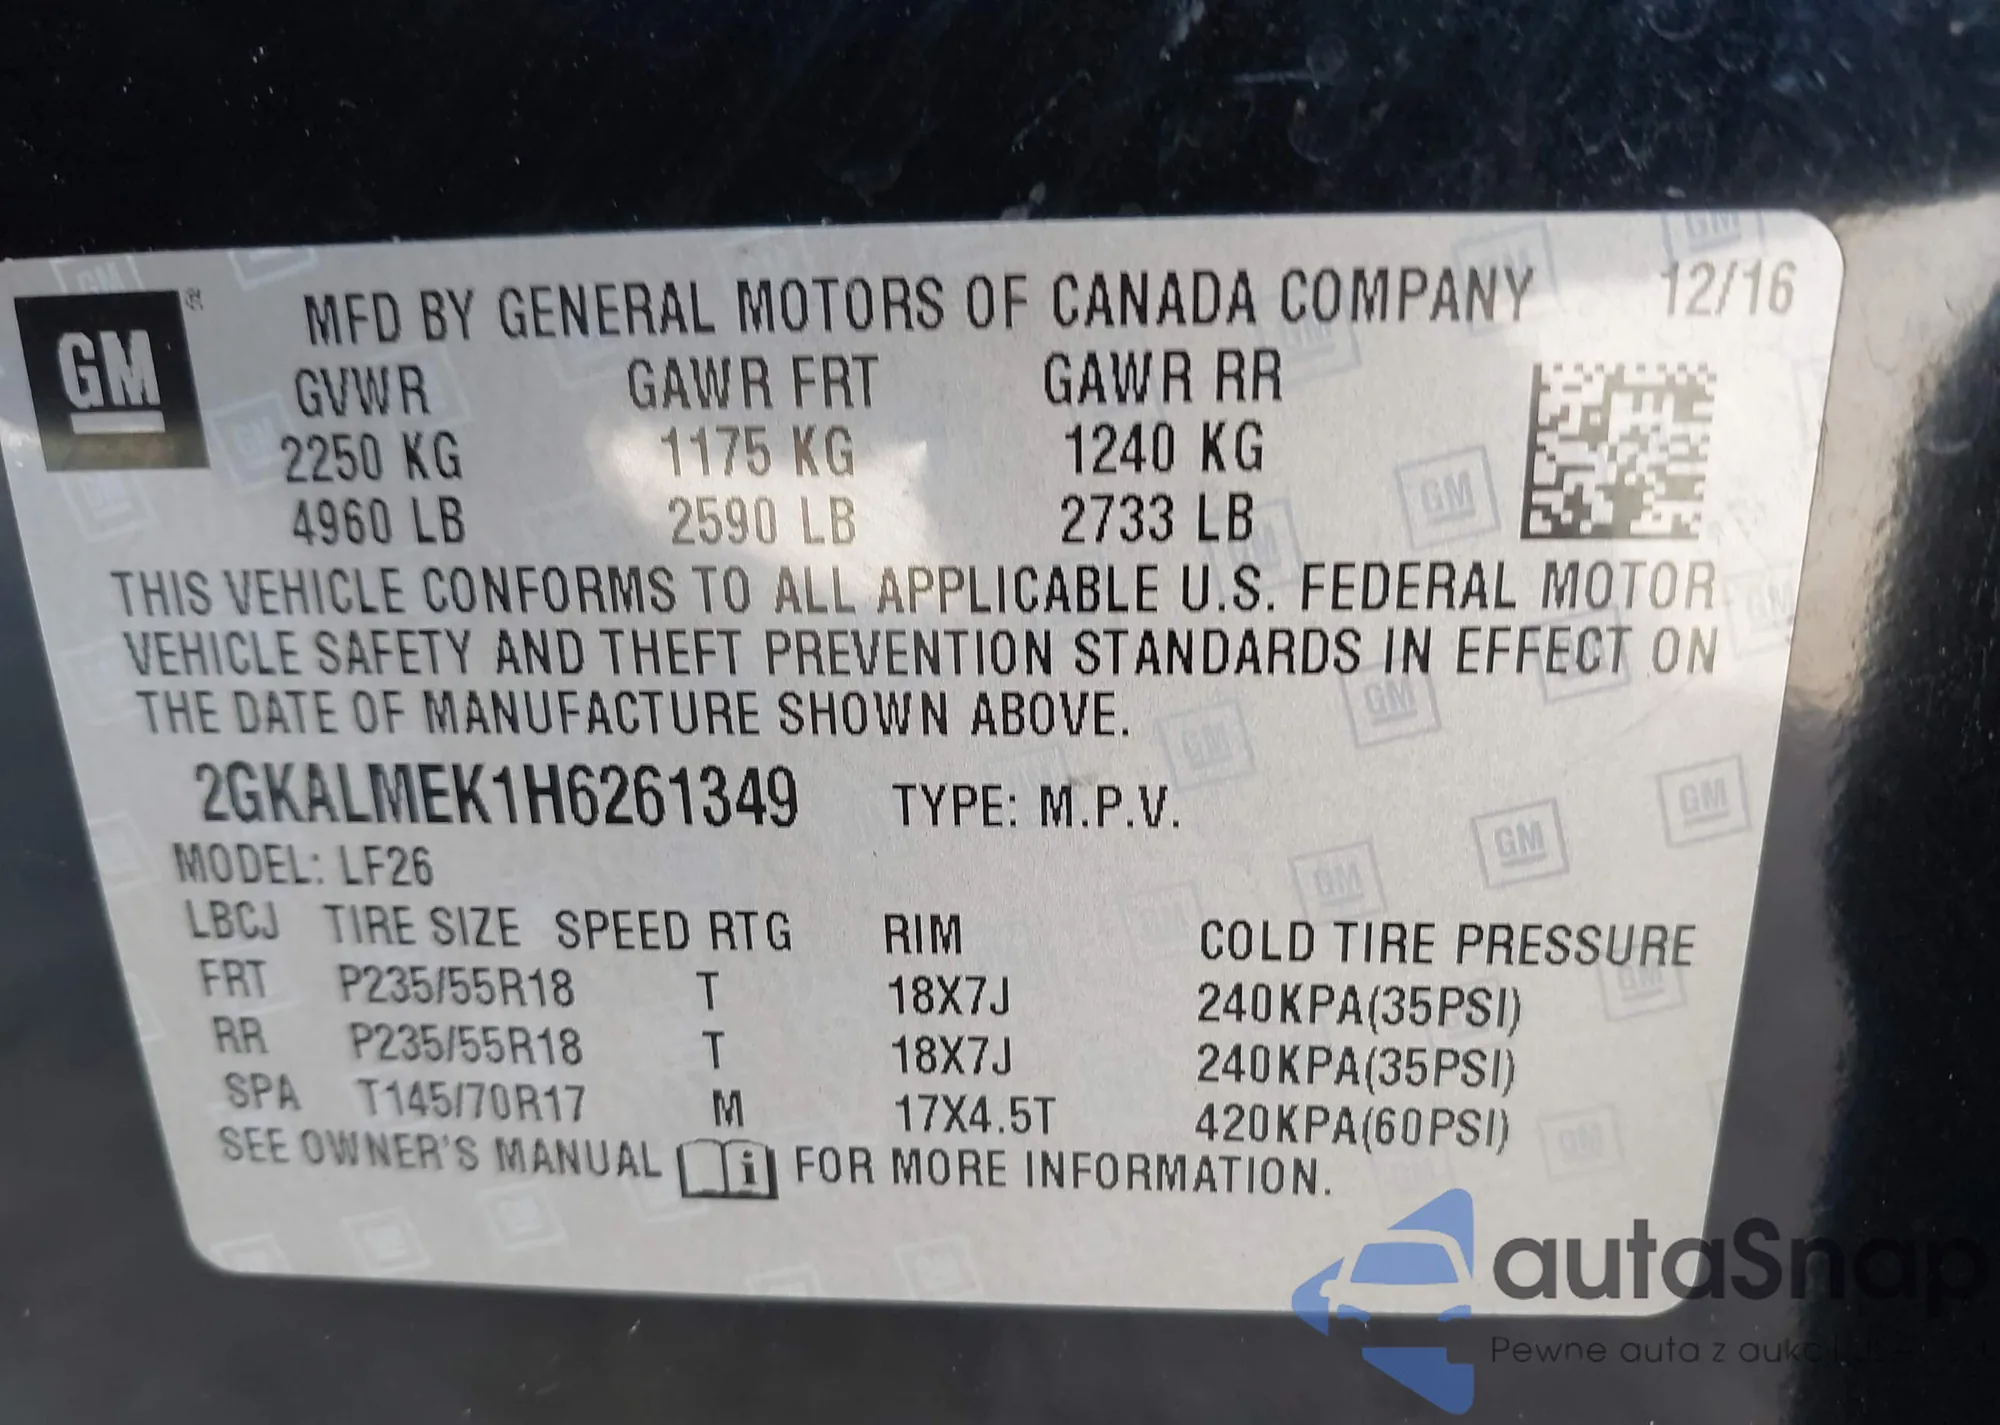 GM
MFD BY GENERAL MOTORS OF CANADA COMPANY 12/16
GVWR GAWR FRT GAWR RR
2250 KG 1175 KG 1240 KG
4960 LB 2590 LB 2733 LB
THIS VEHICLE CONFORMS TO ALL APPLICABLE U.S. FEDERAL MOTOR
VEHICLE SAFETY AND THEFT PREVENTION STANDARDS IN EFFECT ON
THE DATE OF MANUFACTURE SHOWN ABOVE.
2GKALMEK1H6261349 TYPE: M.P.V.
MODEL: LF26
LBCJ TIRE SIZE SPEED RTG RIM COLD TIRE PRESSURE
FRT P235/55R18 T 18X7J 240KPA(35PSI)
RR P235/55R18 T 18X7J 240KPA(35PSI)
SPA T145/70R17 M 17X4.5T 420KPA(60PSI)
SEE OWNER'S MANUAL i FOR MORE INFORMATION.
autaSnap
Pewne auta z